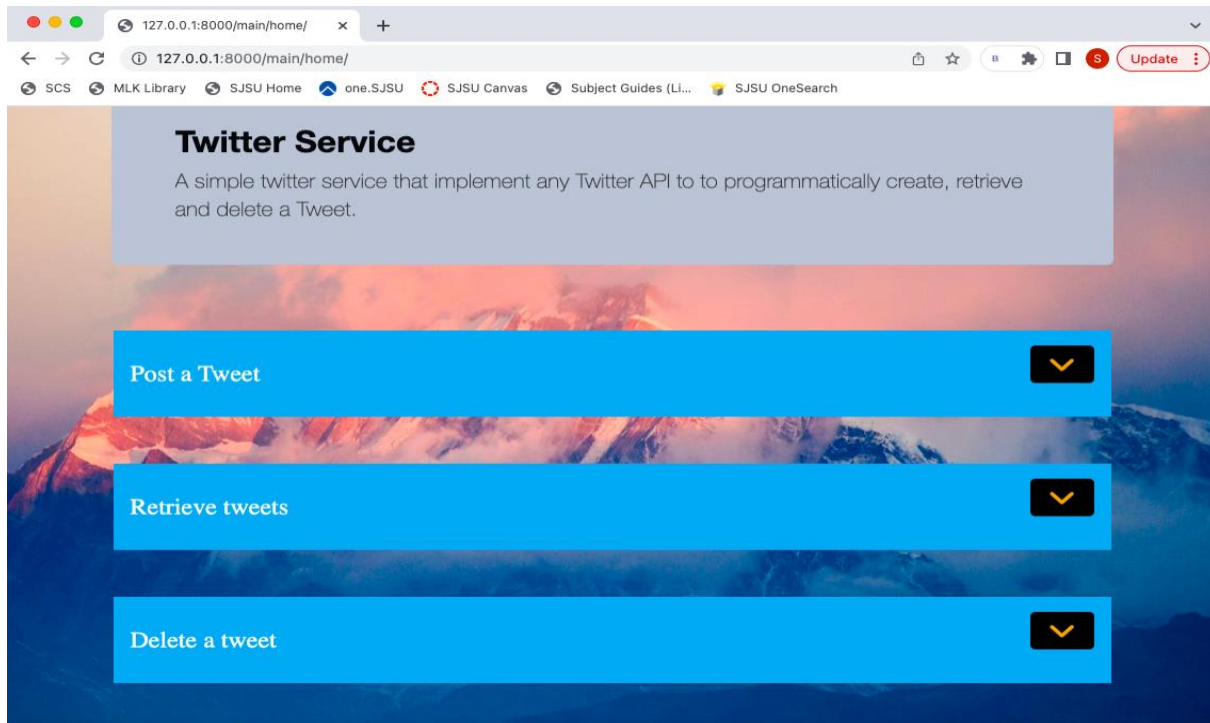 127.0.0.1:8000/main/home/
127.0.0.1:8000/main/home/
B
S
Update
SCS
MLK Library
SJSU Home
one.SJSU
SJSU Canvas
Subject Guides (Li...
SJSU OneSearch
Twitter Service
A simple twitter service that implement any Twitter API to to programmatically create, retrieve
and delete a Tweet.
Post a Tweet
Retrieve tweets
Delete a tweet